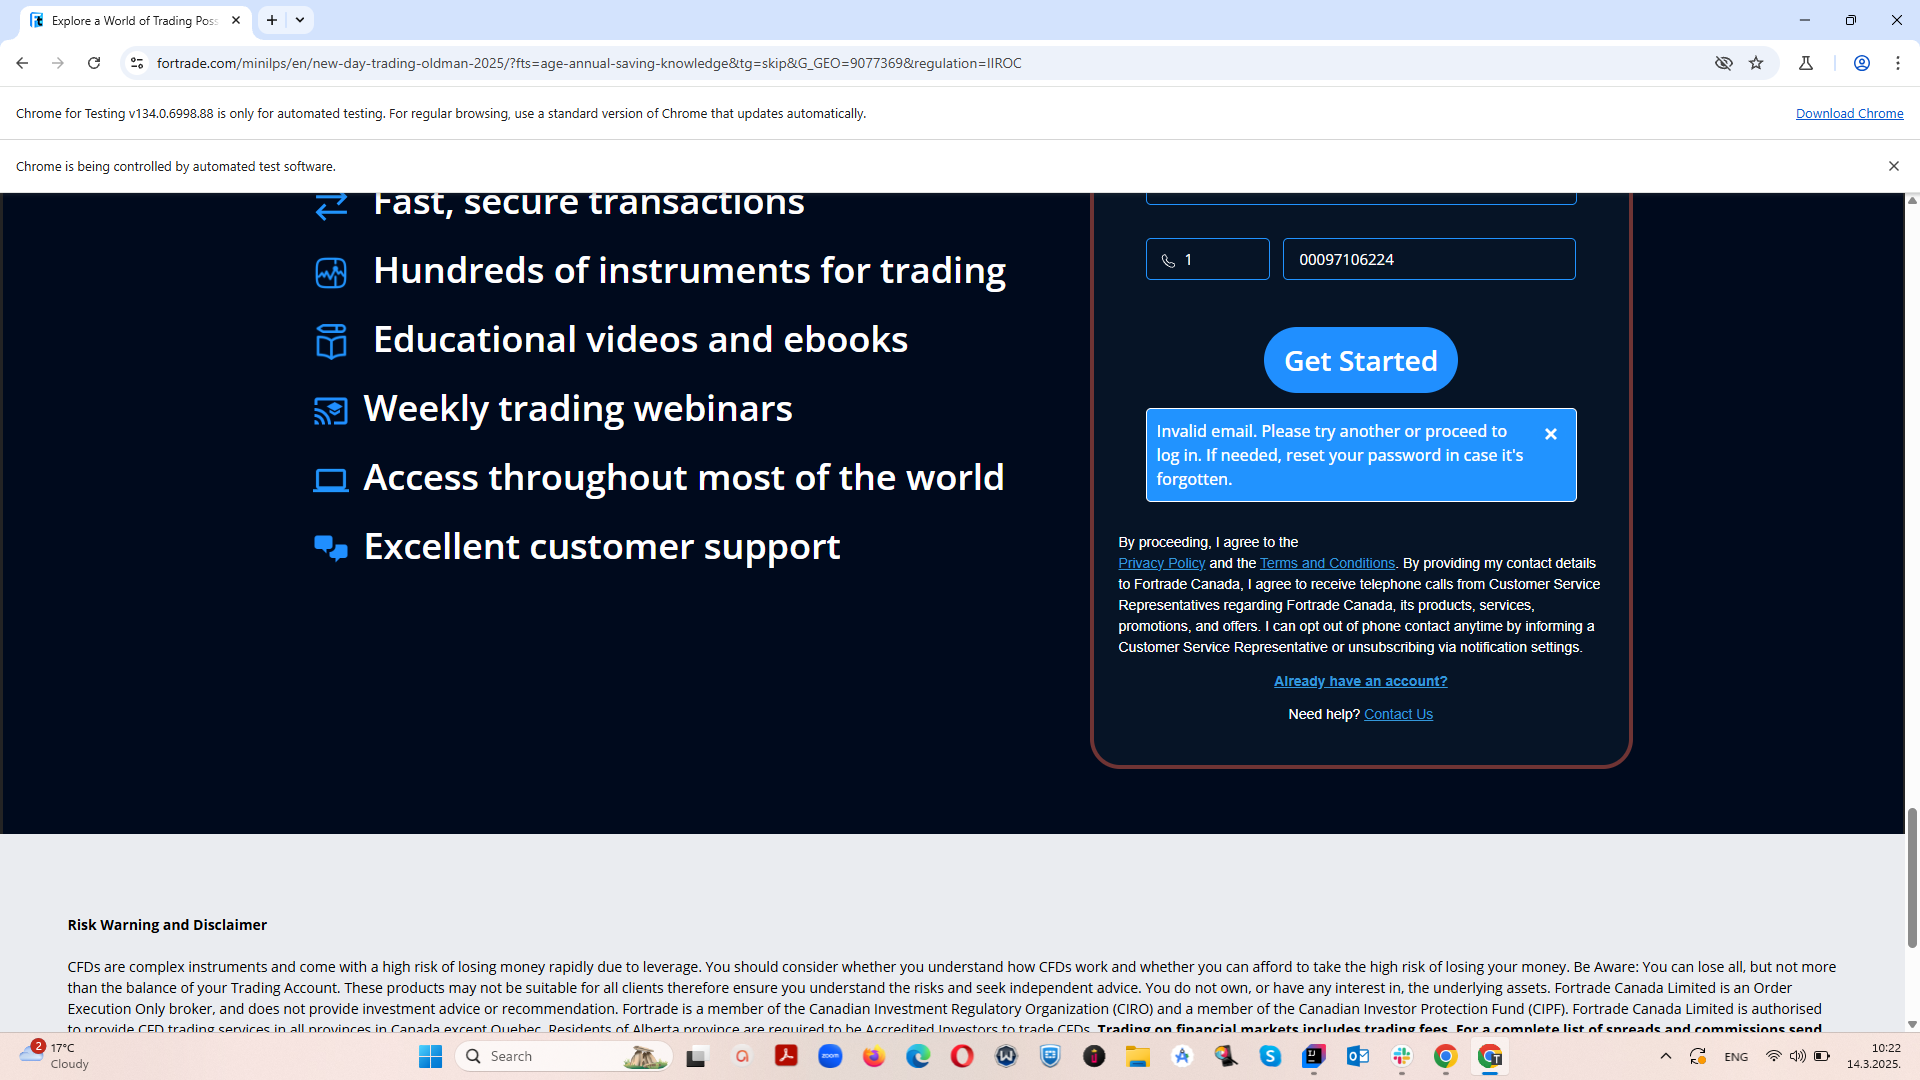 Explore a World of Trading Poss
fortrade.com/minilps/en/new-day-trading-oldman-2025/?fts=age-annual-saving-knowledge&tg=skip&G_GEO=9077369&regulation=IIROC
Chrome for Testing v134.0.6998.88 is only for automated testing. For regular browsing, use a standard version of Chrome that updates automatically.
Download Chrome
Chrome is being controlled by automated test software.
Fast, secure transactions
Hundreds of instruments for trading
Educational videos and ebooks
Weekly trading webinars
Access throughout most of the world
Excellent customer support
1
00097106224
Get Started
Invalid email. Please try another or proceed to
log in. If needed, reset your password in case it's
forgotten.
By proceeding, I agree to the
Privacy Policy and the Terms and Conditions. By providing my contact details
to Fortrade Canada, I agree to receive telephone calls from Customer Service
Representatives regarding Fortrade Canada, its products, services,
promotions, and offers. I can opt out of phone contact anytime by informing a
Customer Service Representative or unsubscribing via notification settings.
Already have an account?
Need help? Contact Us
Risk Warning and Disclaimer
CFDs are complex instruments and come with a high risk of losing money rapidly due to leverage. You should consider whether you understand how CFDs work and whether you can afford to take the high risk of losing your money. Be Aware: You can lose all, but not more
than the balance of your Trading Account. These products may not be suitable for all clients therefore ensure you understand the risks and seek independent advice. You do not own, or have any interest in, the underlying assets. Fortrade Canada Limited is an Order
Execution Only broker, and does not provide investment advice or recommendation. Fortrade is a member of the Canadian Investment Regulatory Organization (CIRO) and a member of the Canadian Investor Protection Fund (CIPF). Fortrade Canada Limited is authorised
to provide CFD trading services in all provinces in Canada except Quebec. Residents of Alberta province are required to be Accredited Investors to trade CFDs. Trading on financial markets includes trading fees. For a complete list of spreads and commissions send
2
17°C
Cloudy
Search
zoom
ENG
10:22
14.3.2025.